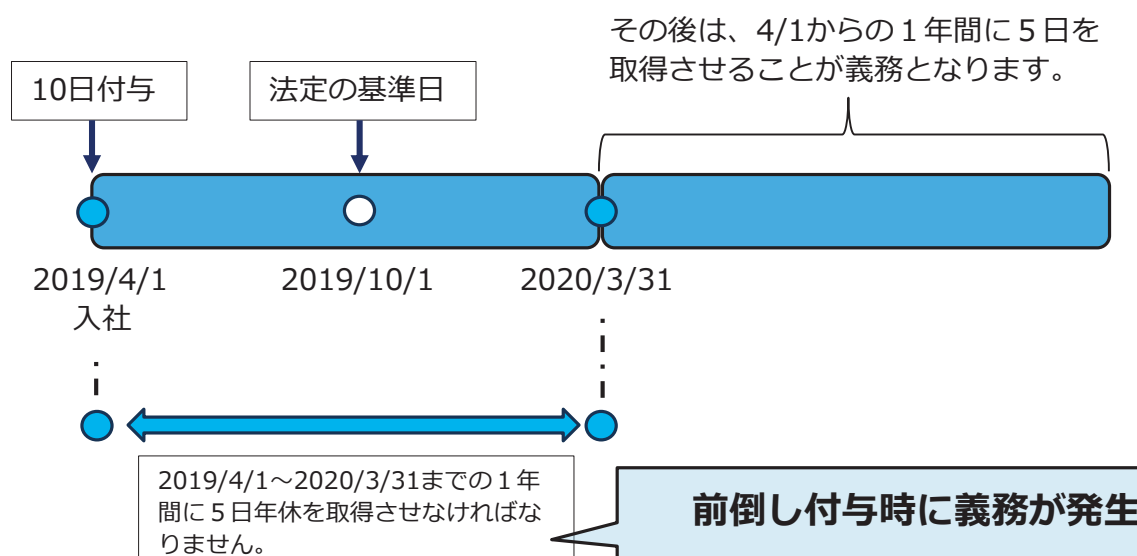 その後は、4/1からの１年間に５日を
取得させることが義務となります。
10日付与
法定の基準日
2019/4/1
入社
2019/10/1
2020/3/31
2019/4/1～2020/3/31までの１年
間に５日年休を取得させなければな
りません。
前倒し付与時に義務が発生